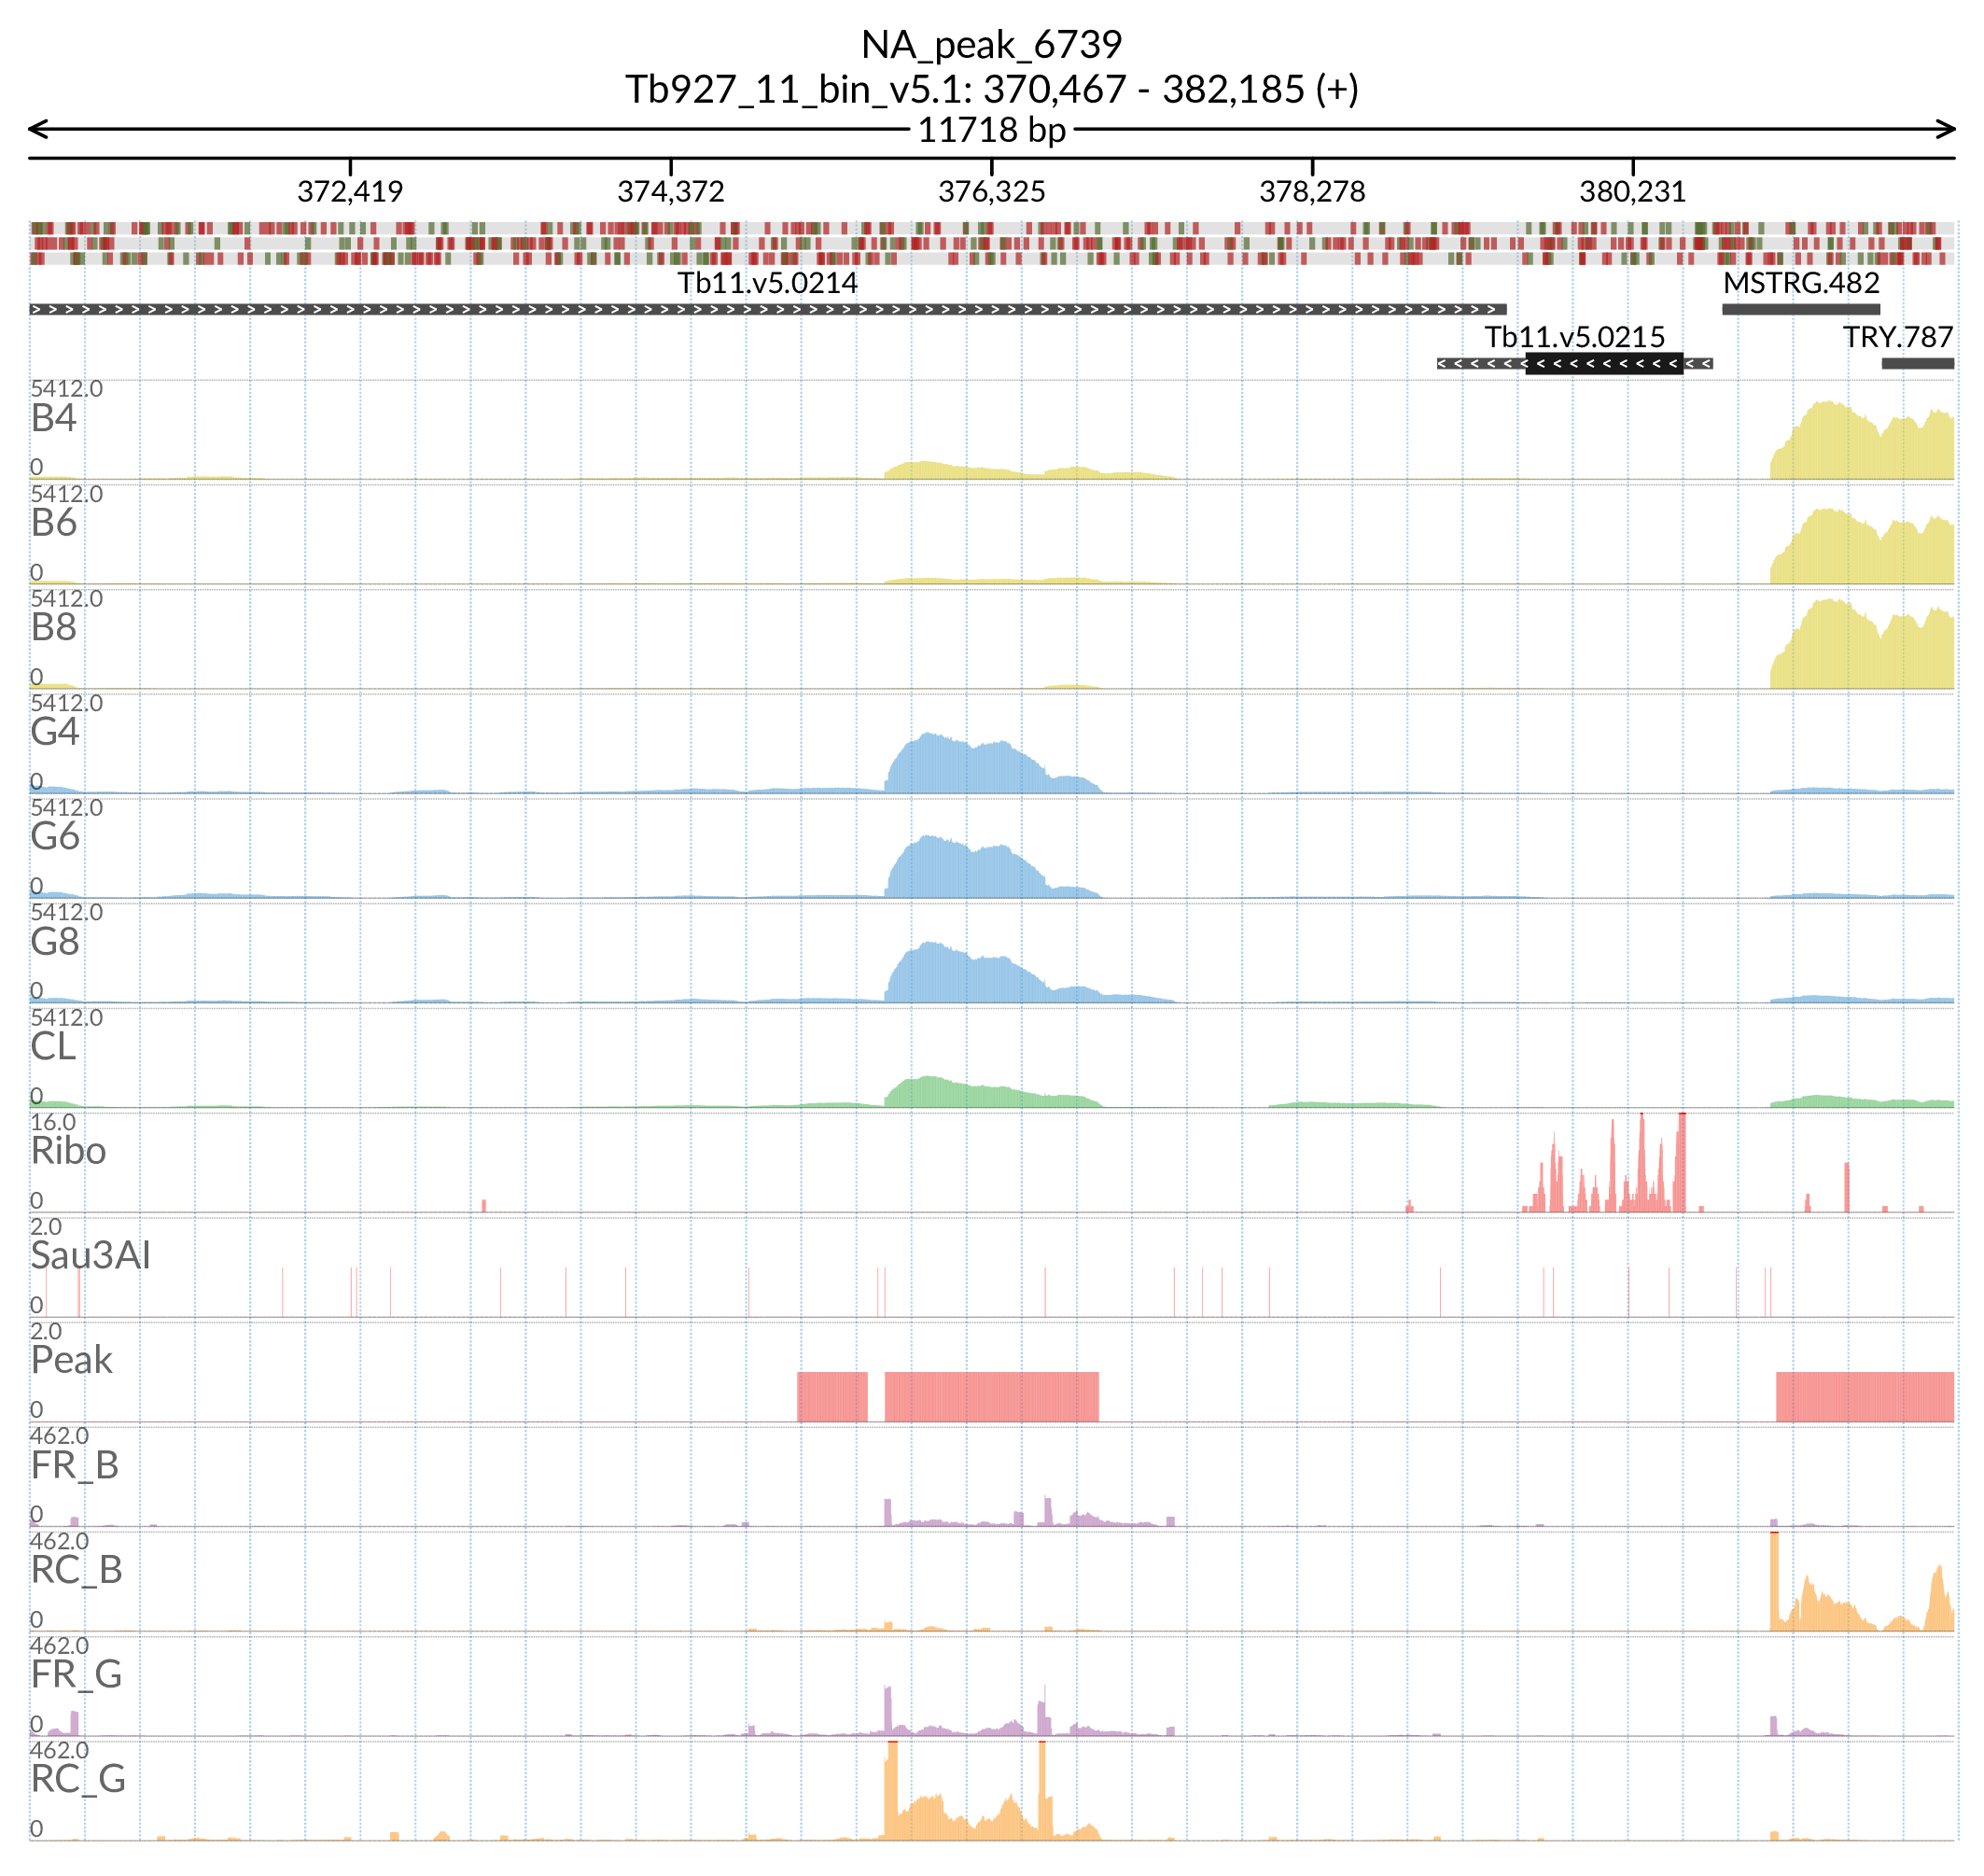 NA_peak_6739
Tb927_11_bin_v5.1: 370,467 - 382,185 (+)
11718 bp
372,419 374,372 376,325 378,278 380,231
Tb11.v5.0214 MSTRG.482
Tb11.v5.0215 TRY.787
5412.0
B4
0
5412.0
B6
0
5412.0
B8
0
5412.0
G4
0
5412.0
G6
0
5412.0
G8
0
5412.0
CL
0
16.0
Ribo
0
2.0
Sau3AI
0
2.0
Peak
0
462.0
FR_B
0
462.0
RC_B
0
462.0
FR_G
0
462.0
RC_G
0